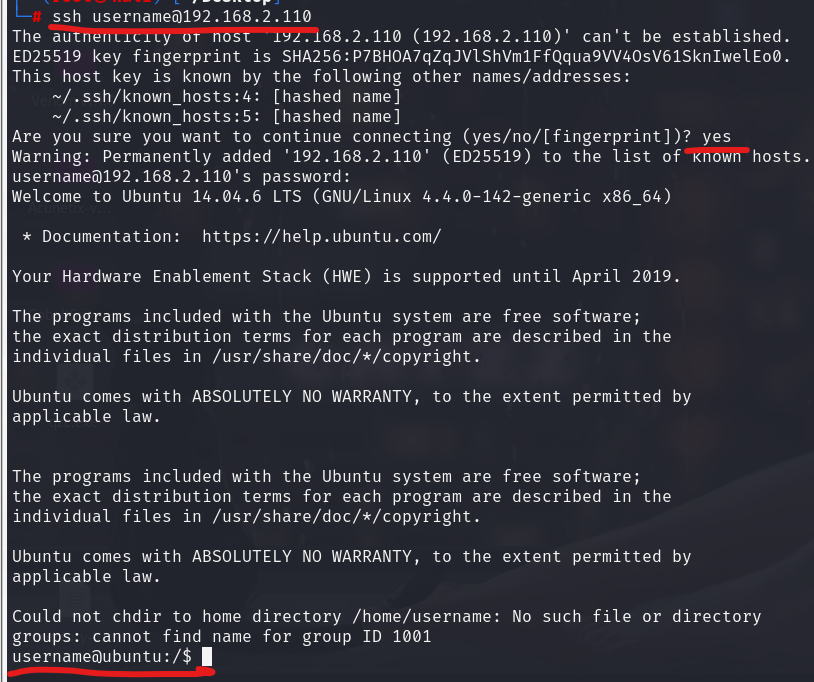 # ssh username@192.168.2.110
The authenticity of host '192.168.2.110 (192.168.2.110)' can't be established.
ED25519 key fingerprint is SHA256:P7BHOA7qZqJVlShVm1FfQqua9VV4OsV61SknIwelEo0.
This host key is known by the following other names/addresses:
    ~/.ssh/known_hosts:4: [hashed name]
    ~/.ssh/known_hosts:5: [hashed name]
Are you sure you want to continue connecting (yes/no/[fingerprint])? yes
Warning: Permanently added '192.168.2.110' (ED25519) to the list of known hosts.
username@192.168.2.110's password:
Welcome to Ubuntu 14.04.6 LTS (GNU/Linux 4.4.0-142-generic x86_64)

 * Documentation:  https://help.ubuntu.com/

Your Hardware Enablement Stack (HWE) is supported until April 2019.

The programs included with the Ubuntu system are free software;
the exact distribution terms for each program are described in the
individual files in /usr/share/doc/*/copyright.

Ubuntu comes with ABSOLUTELY NO WARRANTY, to the extent permitted by
applicable law.


The programs included with the Ubuntu system are free software;
the exact distribution terms for each program are described in the
individual files in /usr/share/doc/*/copyright.

Ubuntu comes with ABSOLUTELY NO WARRANTY, to the extent permitted by
applicable law.

Could not chdir to home directory /home/username: No such file or directory
groups: cannot find name for group ID 1001
username@ubuntu:/$